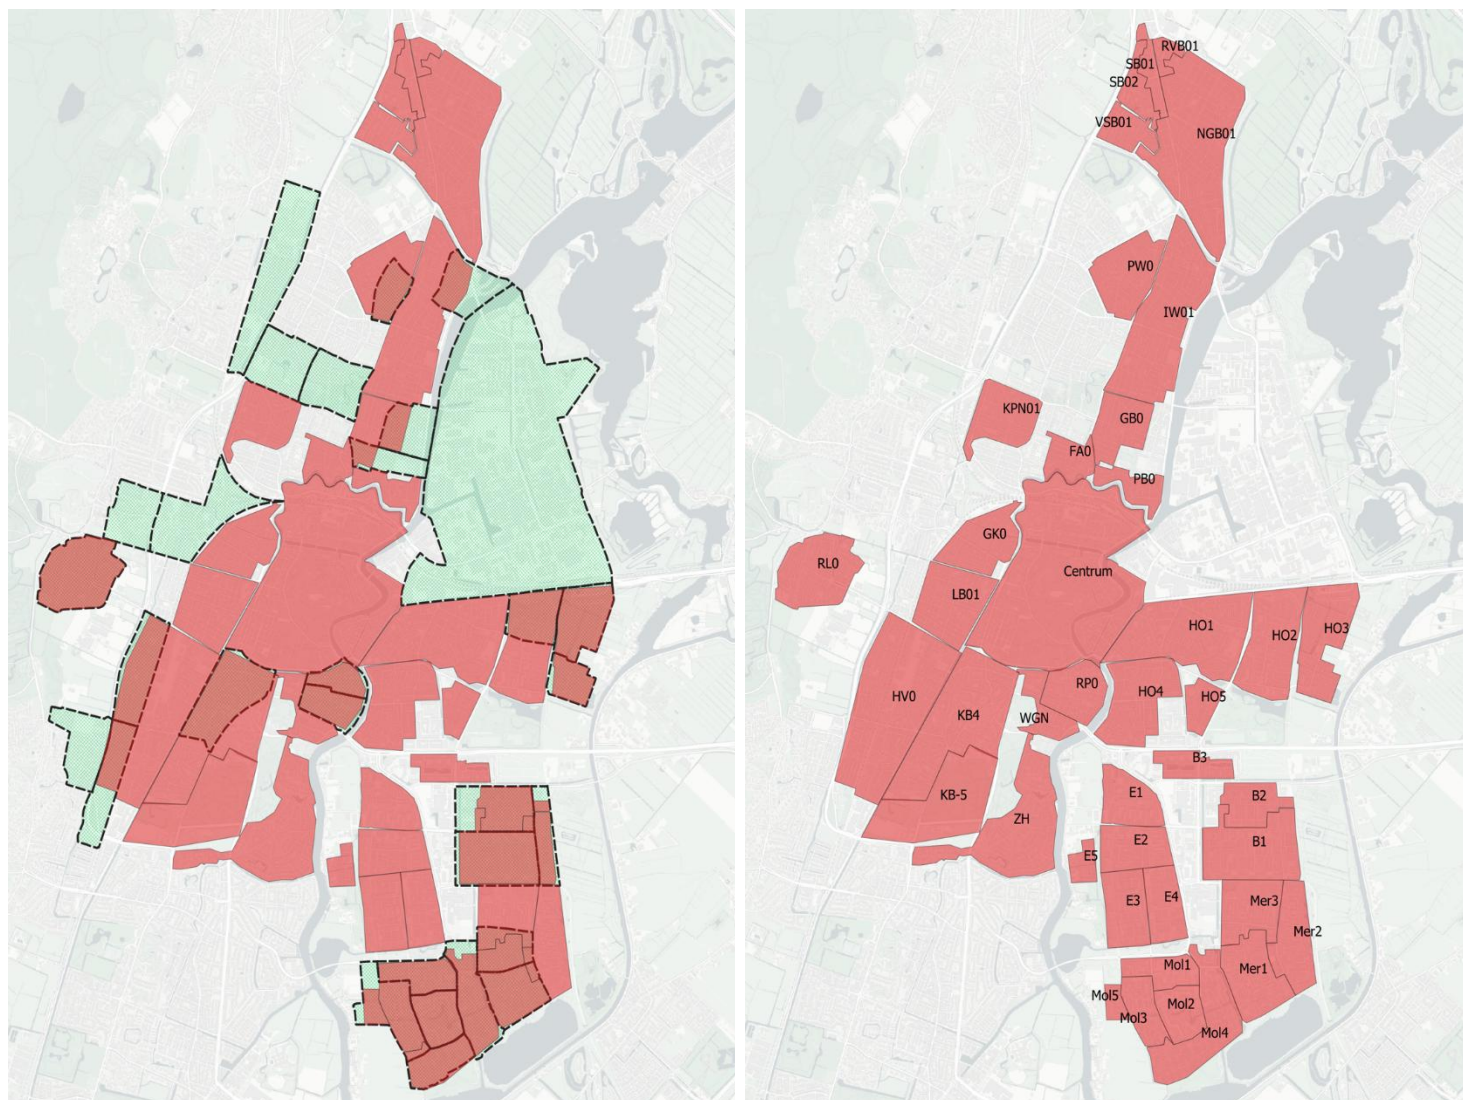 RVB01
SB01
SB02
VSB01
NGB01
PW0
IW01
KPN01
GB0
FA0
PB0
GK0
RL0
Centrum
LB01
HO1
HO2
HO3
HV0
KB4
RP0
HO4
HO5
WGN
B3
E1
KB-5
B2
ZH
E2
B1
E5
E3
E4
Mer3
Mer2
Mol1
Mer1
Mol5
Mol2
Mol3
Mol4